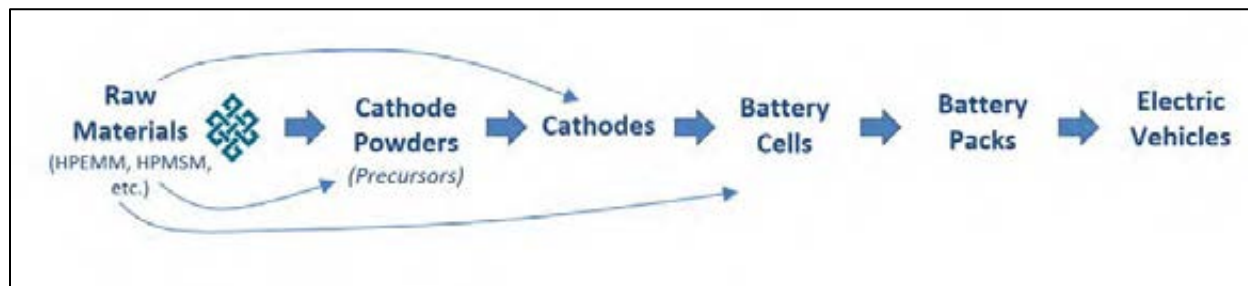 Raw
Materials
(HPEMM, HPMSM,
etc.)
Cathode
Powders
(Precursors)
Cathodes
Battery
Cells
Battery
Packs
Electric
Vehicles